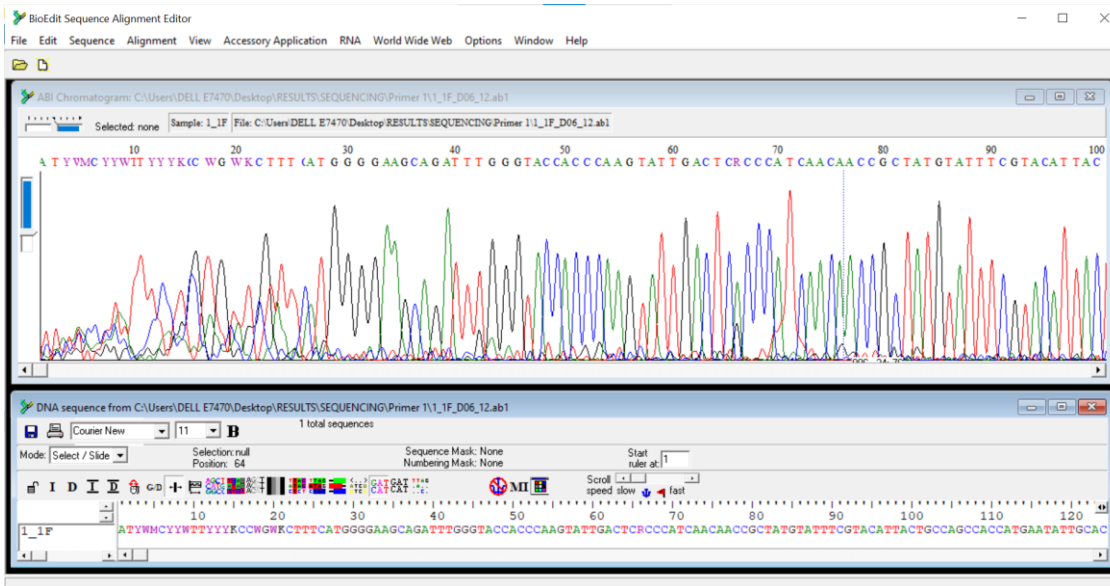 BioEdit Sequence Alignment Editor
File Edit Sequence Alignment View Accessory Application RNA World Wide Web Options Window Help
ABI Chromatogram: C:\Users\DELL E7470\Desktop\RESULTS\SEQUENCING\Primer 1\1_1F_D06_12.ab1
Selected: none Sample: 1_1F File: C:\Users\DELL E7470\Desktop\RESULTS\SEQUENCING\Primer 1\1_1F_D06_12.ab1
10 20 30 40 50 60 70 80 90 100
A T Y W M C Y Y W T T Y Y Y K C C W G W K C T T T C A T G G G G A A G C A G A T T T G G G T A C C A C C C A A G T A T T G A C T C R C C C A T C A A C A A C C G C T A T G T A T T T C G T A C A T T A C
DNA sequence from C:\Users\DELL E7470\Desktop\RESULTS\SEQUENCING\Primer 1\1_1F_D06_12.ab1
Courier New 11 B 1 total sequences
Mode: Select / Slide Selection: null Sequence Mask: None Start
Position: 64 Numbering Mask: None ruler at: 1
I D I D G/D MI Scroll
speed slow fast
10 20 30 40 50 60 70 80 90 100 110 120
1_1F ATYWMCYYWTTYYYKCCWGWKCTTTCATGGGGAAGCAGATTTGGGTACCACCCAAGTATTGACTCRCCCATCAACAACCGCTATGTATTTCGTACATTACTGCCAGCCACCATGAATATTGCAC